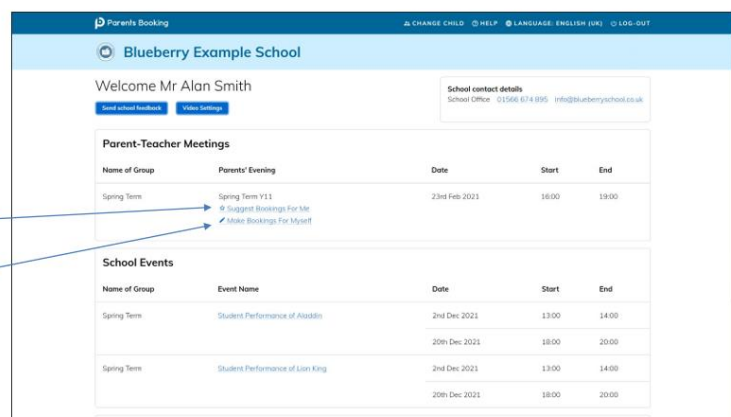 Parents Booking
CHANGE CHILD HELP LANGUAGE: ENGLISH (UK) LOG-OUT
Blueberry Example School
Welcome Mr Alan Smith
Send school feedback Video Settings
School contact details
School Office 01566 674 895 info@blueberryschool.co.uk
Parent-Teacher Meetings
Name of Group Parents' Evening Date Start End
Spring Term Spring Term Y11 23rd Feb 2021 16:00 19:00
Suggest Bookings For Me
Make Bookings For Myself
School Events
Name of Group Event Name Date Start End
Spring Term Student Performance of Aladdin 2nd Dec 2021 13:00 14:00
20th Dec 2021 18:00 20:00
Spring Term Student Performance of Lion King 2nd Dec 2021 13:00 14:00
20th Dec 2021 18:00 20:00